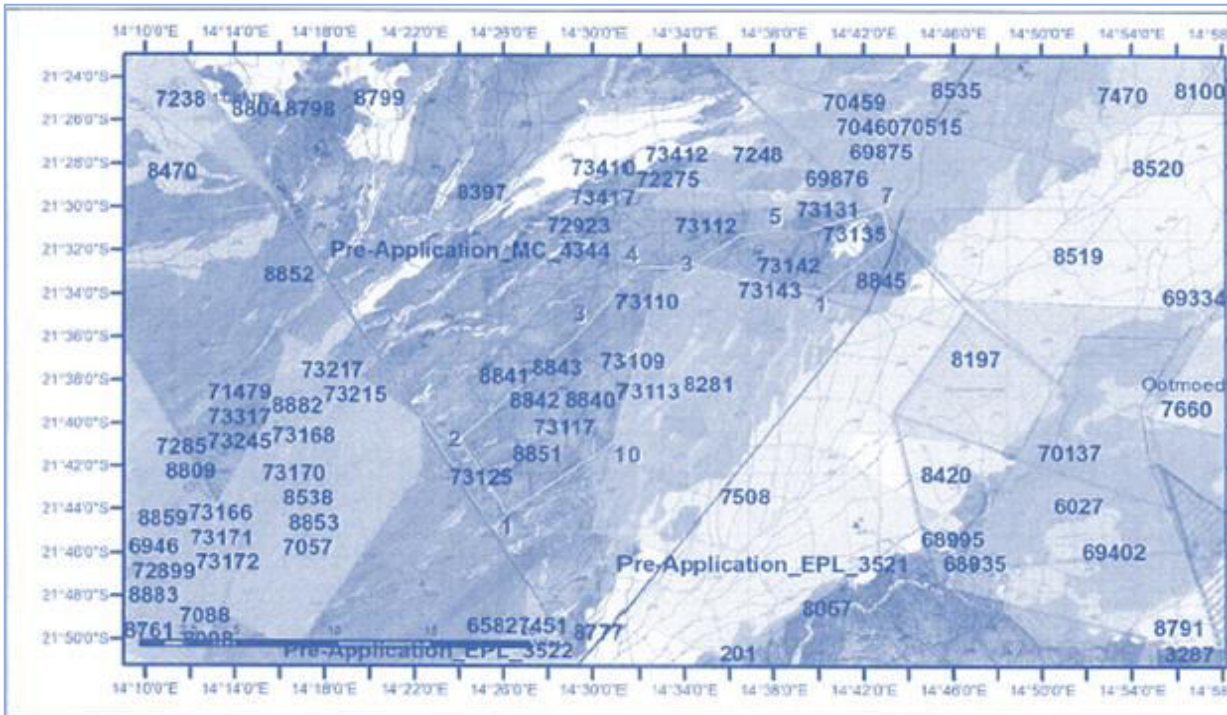 14°10'0"E 14°14'0"E 14°18'0"E 14°22'0"E 14°26'0"E 14°30'0"E 14°34'0"E 14°38'0"E 14°42'0"E 14°46'0"E 14°50'0"E 14°54'0"E 14°58'
21°24'0"S
7238 8804 8798 8799 70459 8535 7470 8100
21°26'0"S
70460 70515
21°28'0"S
8470 73410 73412 7248 69875 8520
72275 69876
21°30'0"S
8397 73417 5 73131 7
72923 73112 73135
21°32'0"S
Pre-Application_MC_4344 4 3 73142 8519
8852 8845
21°34'0"S
73110 73143 1 69334
3
21°36'0"S
73217 8843 73109 8197
21°38'0"S
71479 73215 8841 73113 8281 Ootmoed
8882 8842 8840 7660
73317
21°40'0"S
7285 73245 73168 2 73117
8851 10 70137
21°42'0"S
8809 73170 73125 8420
8538 7508
21°44'0"S
8859 73166 8853 1 6027
73171 68995
21°46'0"S
6946 7057 69402
73172 Pre-Application_EPL_3521 68935
72899
21°48'0"S
8883
7088 8067
8761 65827451 8777 8791
21°50'0"S
8008
Pre-Application_EPL_3522 201 3287
14°10'0"E 14°14'0"E 14°18'0"E 14°22'0"E 14°26'0"E 14°30'0"E 14°34'0"E 14°38'0"E 14°42'0"E 14°46'0"E 14°50'0"E 14°54'0"E 14°58'